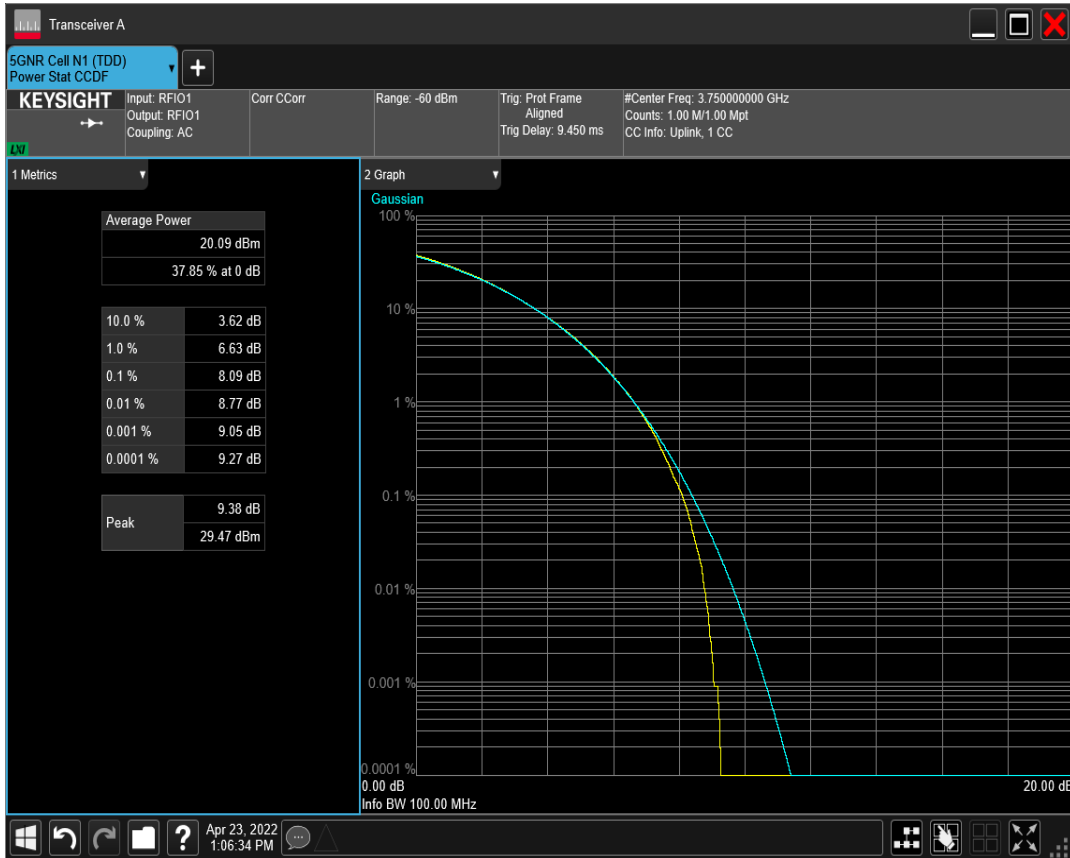 Transceiver A
5GNR Cell N1 (TDD)
Power Stat CCDF
+
KEYSIGHT
LXI
Input: RFIO1
Output: RFIO1
Coupling: AC
Corr CCorr
Range: -60 dBm
Trig: Prot Frame
Aligned
Trig Delay: 9.450 ms
#Center Freq: 3.750000000 GHz
Counts: 1.00 M/1.00 Mpt
CC Info: Uplink, 1 CC
1 Metrics
Average Power
20.09 dBm
37.85 % at 0 dB
10.0 % 3.62 dB
1.0 % 6.63 dB
0.1 % 8.09 dB
0.01 % 8.77 dB
0.001 % 9.05 dB
0.0001 % 9.27 dB
Peak
9.38 dB
29.47 dBm
2 Graph
Gaussian
100 %
10 %
1 %
0.1 %
0.01 %
0.001 %
0.0001 %
0.00 dB
20.00 dB
Info BW 100.00 MHz
?
Apr 23, 2022
1:06:34 PM